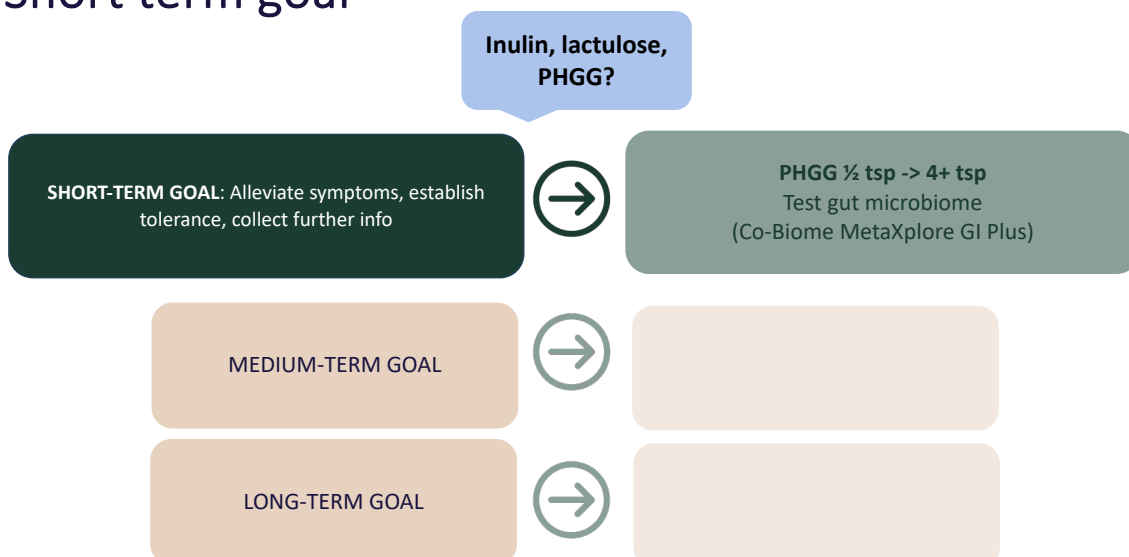 Short-term goal
Inulin, lactulose,
PHGG?
SHORT-TERM GOAL: Alleviate symptoms, establish
tolerance, collect further info
PHGG ½ tsp -> 4+ tsp
Test gut microbiome
(Co-Biome MetaXplore GI Plus)
MEDIUM-TERM GOAL
LONG-TERM GOAL